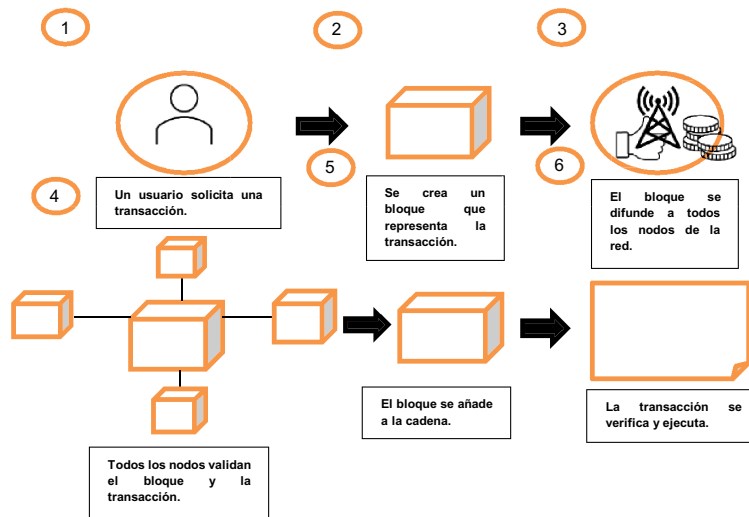 1
2
3
Un usuario solicita una
transacción.
Se crea un
bloque que
representa la
transacción.
El bloque se
difunde a todos
los nodos de la
red.
4
5
6
Todos los nodos validan
el bloque y la
transacción.
El bloque se añade
a la cadena.
La transacción se
verifica y ejecuta.